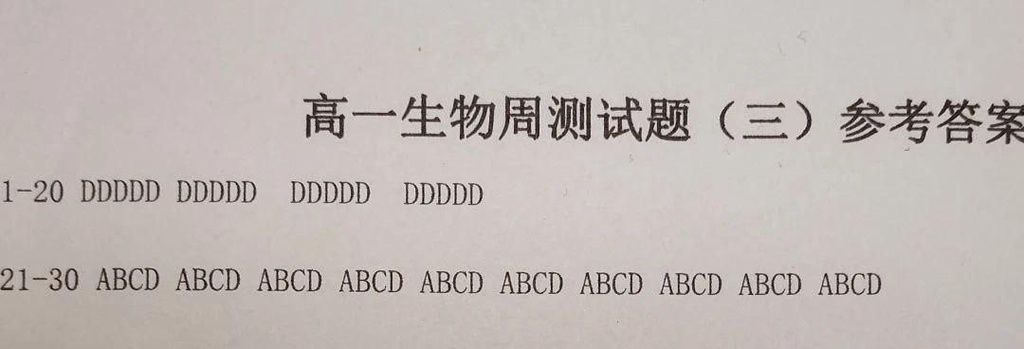 高一生物周测试题（三）参考答案
1-20 DDDDD DDDDD DDDDD DDDDD
21-30 ABCD ABCD ABCD ABCD ABCD ABCD ABCD ABCD ABCD ABCD